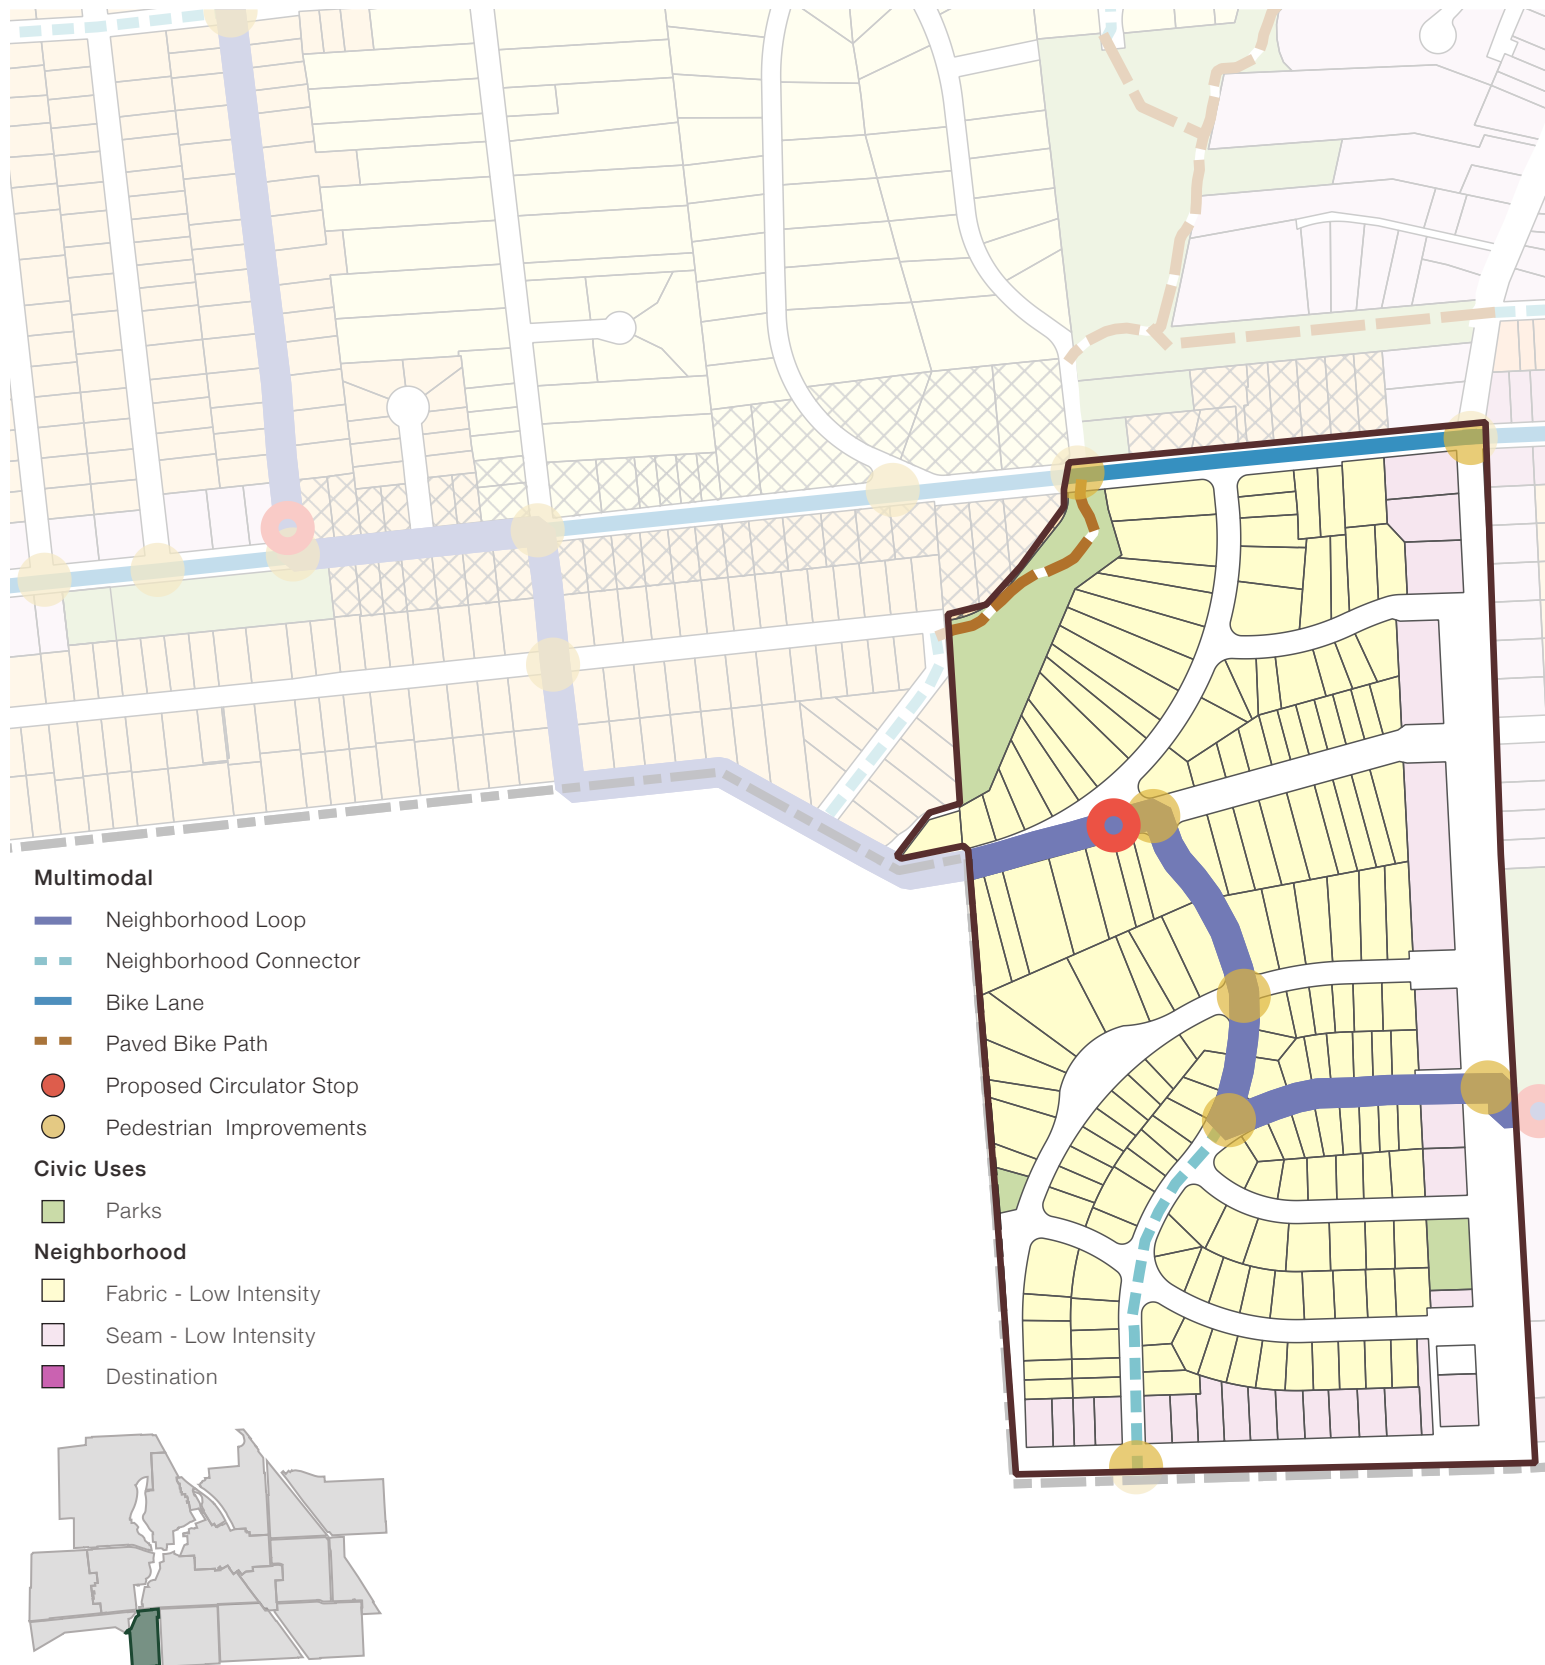 Multimodal
Neighborhood Loop
Neighborhood Connector
Bike Lane
Paved Bike Path
Proposed Circulator Stop
Pedestrian Improvements
Civic Uses
Parks
Neighborhood
Fabric - Low Intensity
Seam - Low Intensity
Destination